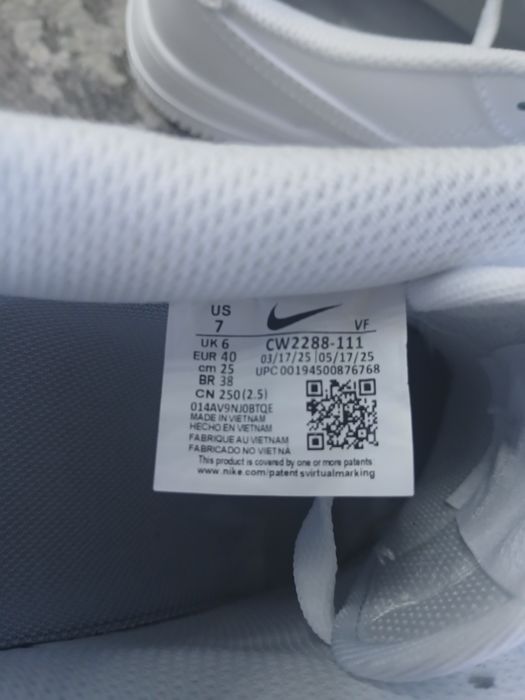 US
7
VF
UK 6
CW2288-111
EUR 40
03/17/25 | 05/17/25
cm 25
UPC 00194500876768
BR 38
CN 250 (2.5)
014AV9NJ0BTQE
MADE IN VIETNAM
HECHO EN VIETNAM
FABRIQUE AU VIETNAM
FABRICADO NO VIETNÃ
This product is covered by one or more patents
www.nike.com/patentsvirtualmarking